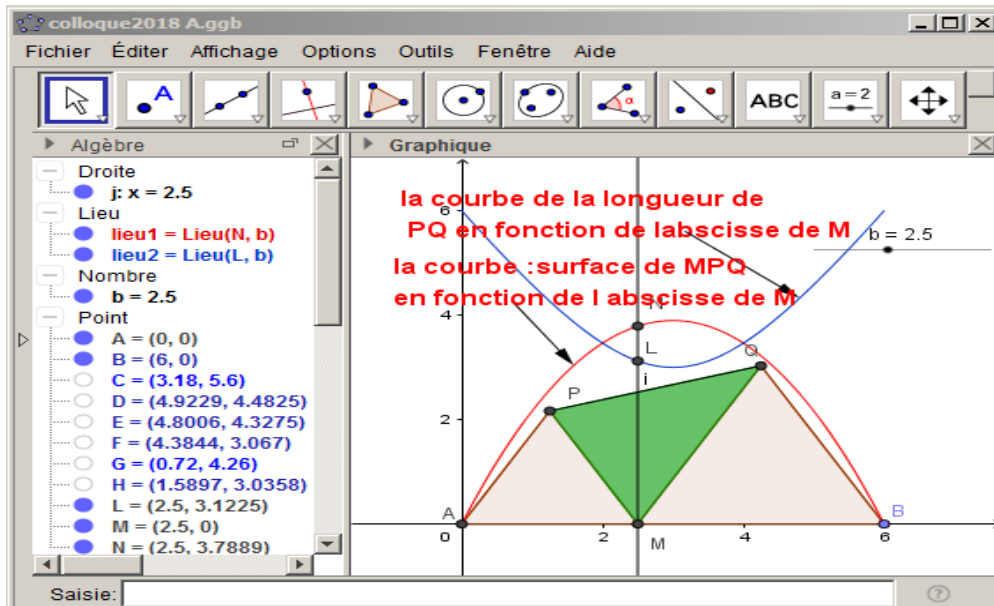 colloque2018 A.ggb
Fichier Éditer Affichage Options Outils Fenêtre Aide
A
α
ABC
a = 2
Algèbre
Graphique
Droite
j: x = 2.5
Lieu
lieu1 = Lieu(N, b)
lieu2 = Lieu(L, b)
Nombre
b = 2.5
Point
A = (0, 0)
B = (6, 0)
C = (3.18, 5.6)
D = (4.9229, 4.4825)
E = (4.8006, 4.3275)
F = (4.3844, 3.067)
G = (0.72, 4.26)
H = (1.5897, 3.0358)
L = (2.5, 3.1225)
M = (2.5, 0)
N = (2.5, 3.7889)
la courbe de la longueur de
PQ en fonction de labscisse de M
b = 2.5
la courbe :surface de MPQ
en fonction de l abscisse de M
6
4
2
N
L
Q
i
P
A
B
0 2 4 6
M
Saisie:
?